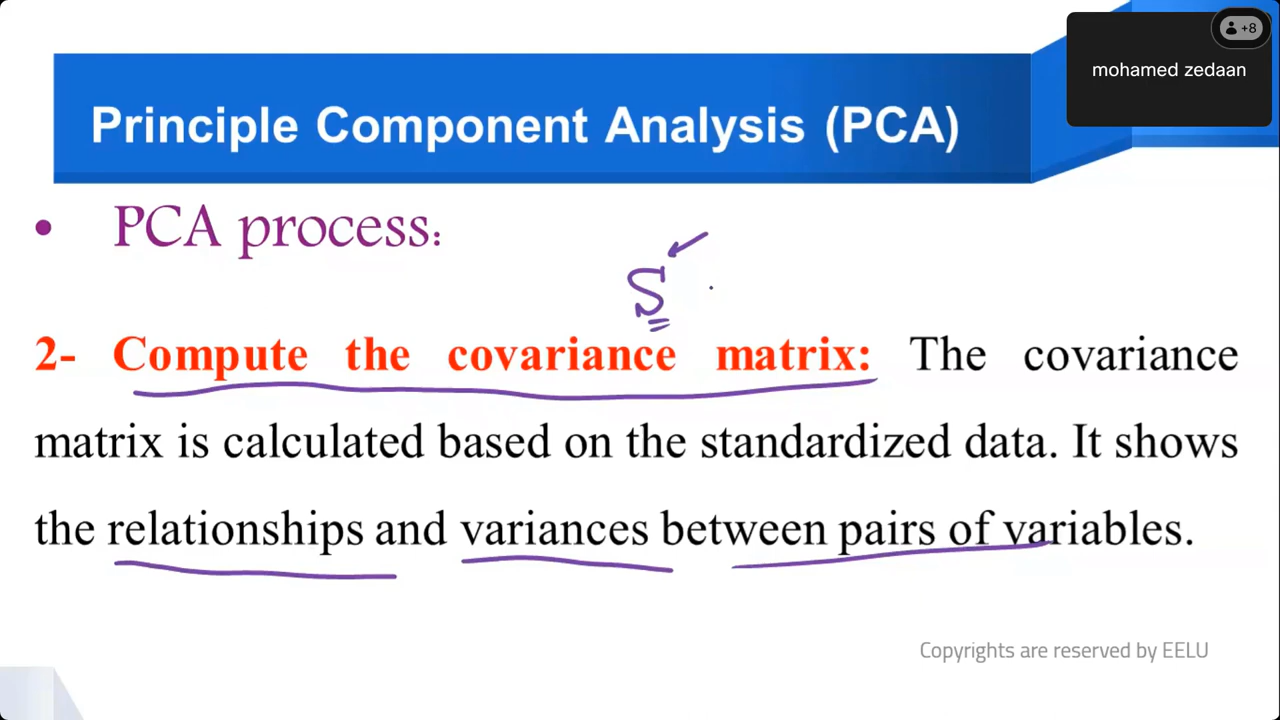 +8
mohamed zedaan
Principle Component Analysis (PCA)
• PCA process:
S
2- Compute the covariance matrix: The covariance
matrix is calculated based on the standardized data. It shows
the relationships and variances between pairs of variables.
Copyrights are reserved by EELU